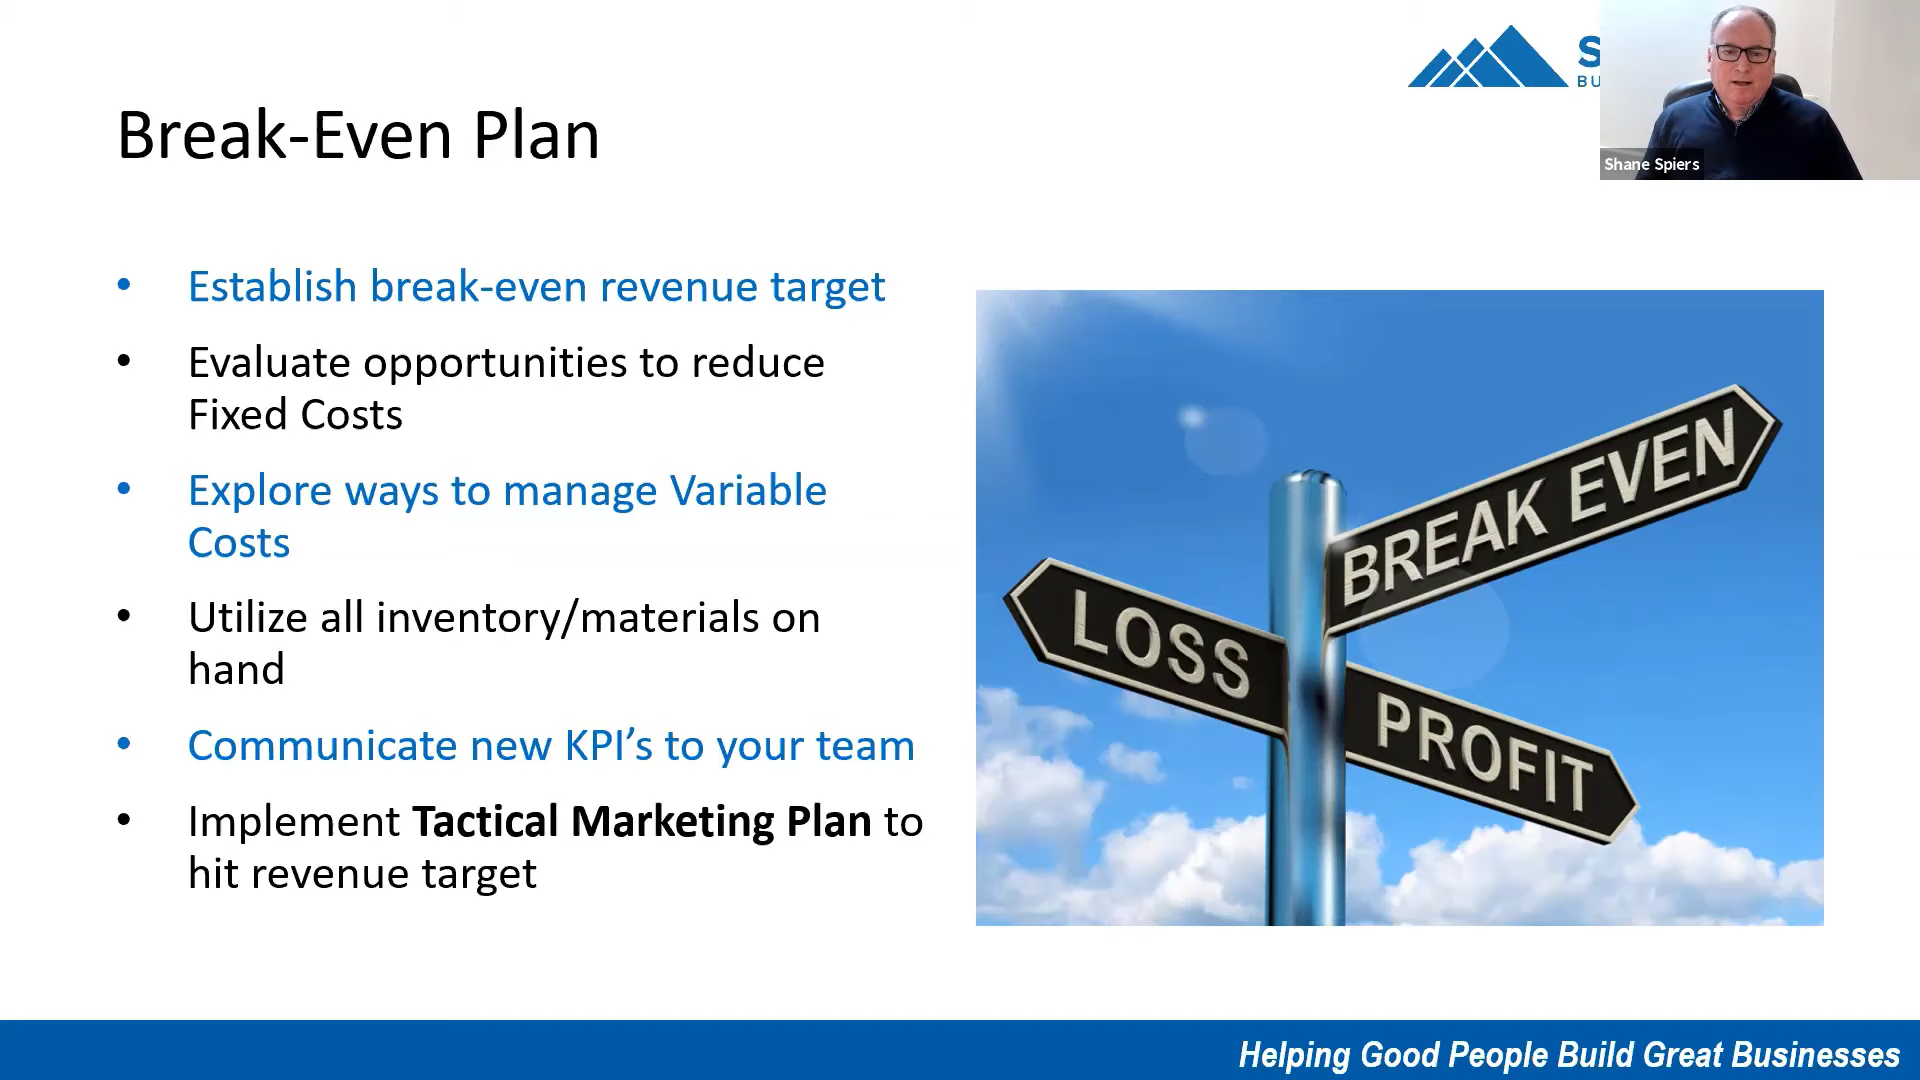 Break-Even Plan
BU
Shane Spiers
• Establish break-even revenue target
• Evaluate opportunities to reduce
Fixed Costs
• Explore ways to manage Variable
Costs
• Utilize all inventory/materials on
hand
• Communicate new KPI’s to your team
• Implement Tactical Marketing Plan to
hit revenue target
BREAK EVEN
LOSS
PROFIT
Helping Good People Build Great Businesses